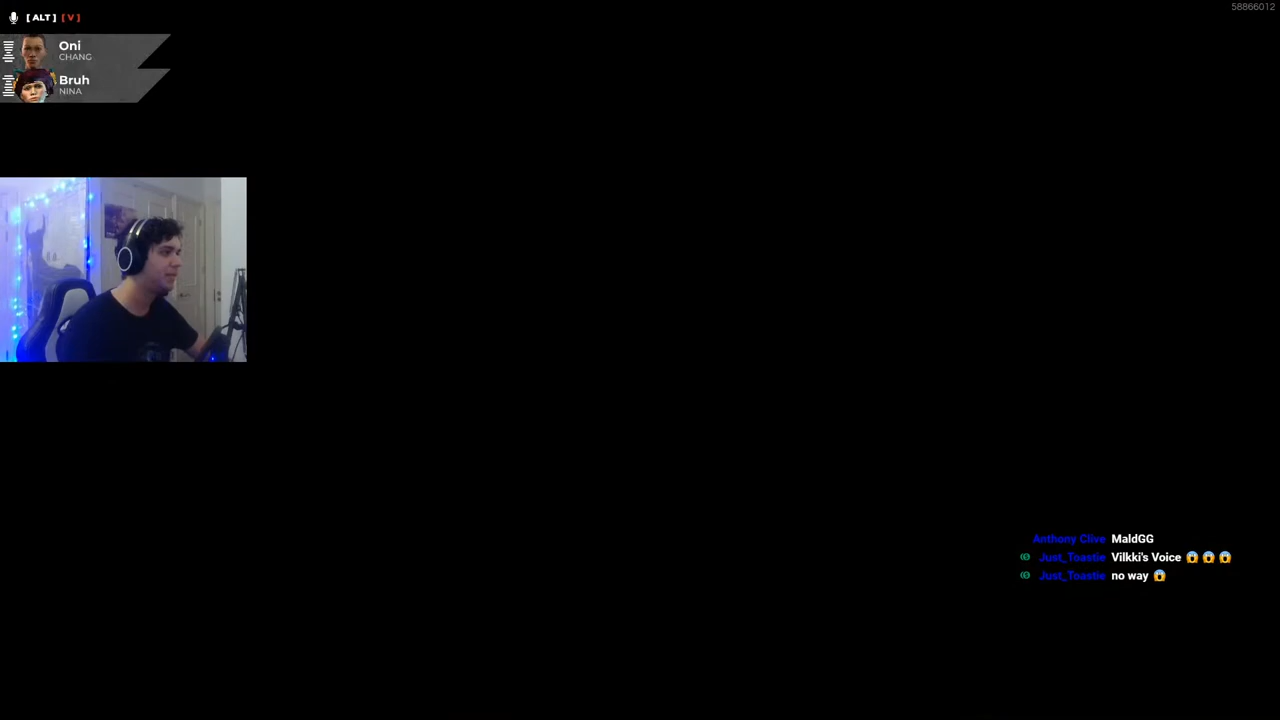 58866012
[ ALT ] [ V ]
Oni
CHANG
Bruh
NINA
Anthony Clive MaldGG
Just_Toastie Vilkki's Voice 😱 😱 😱
Just_Toastie no way 😱